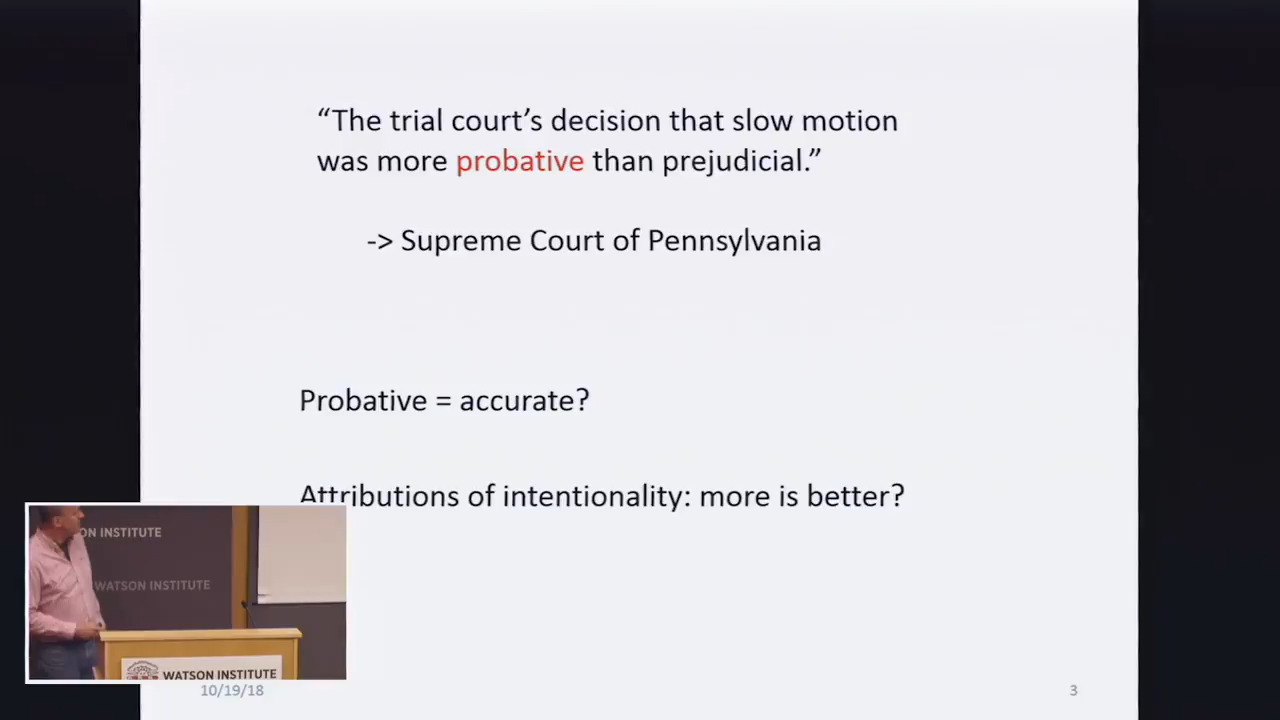 “The trial court’s decision that slow motion
was more probative than prejudicial.”
-> Supreme Court of Pennsylvania
Probative = accurate?
Attributions of intentionality: more is better?
ON INSTITUTE
WATSON INSTITUTE
WATSON INSTITUTE
10/19/18
3